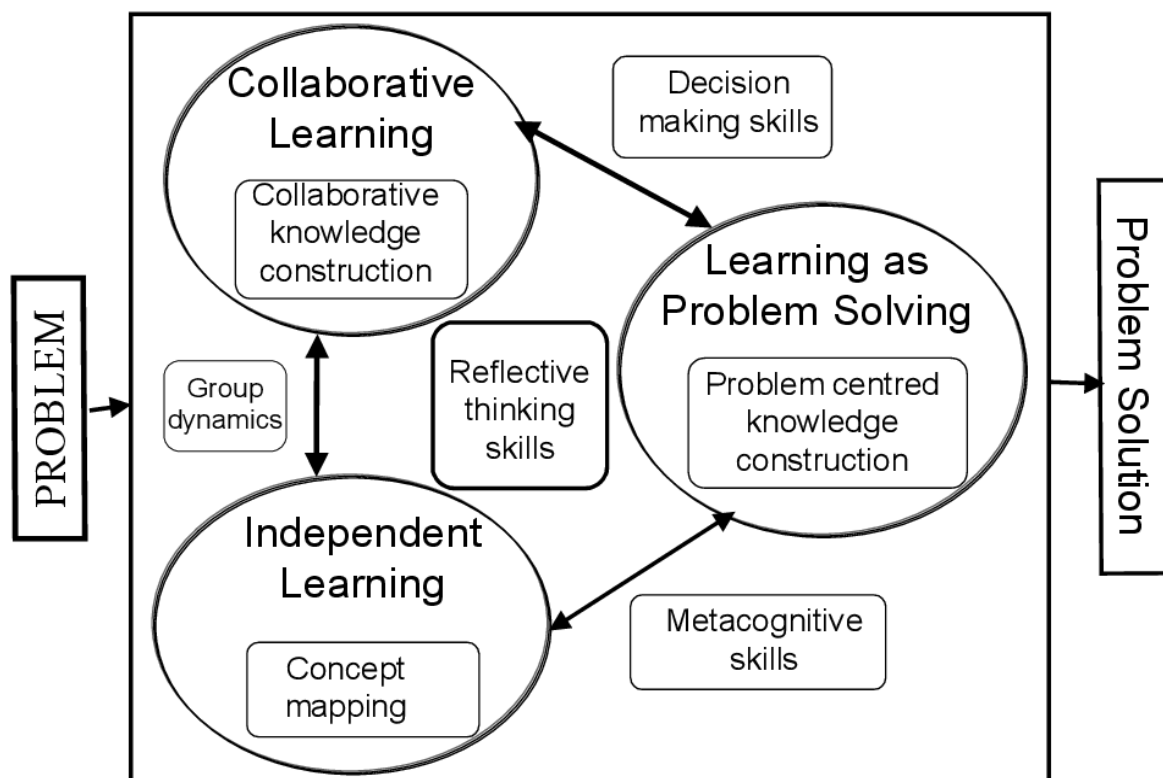 PROBLEM
Collaborative
Learning
Collaborative
knowledge
construction
Decision
making skills
Group
dynamics
Reflective
thinking
skills
Learning as
Problem Solving
Problem centred
knowledge
construction
Independent
Learning
Concept
mapping
Metacognitive
skills
Problem Solution